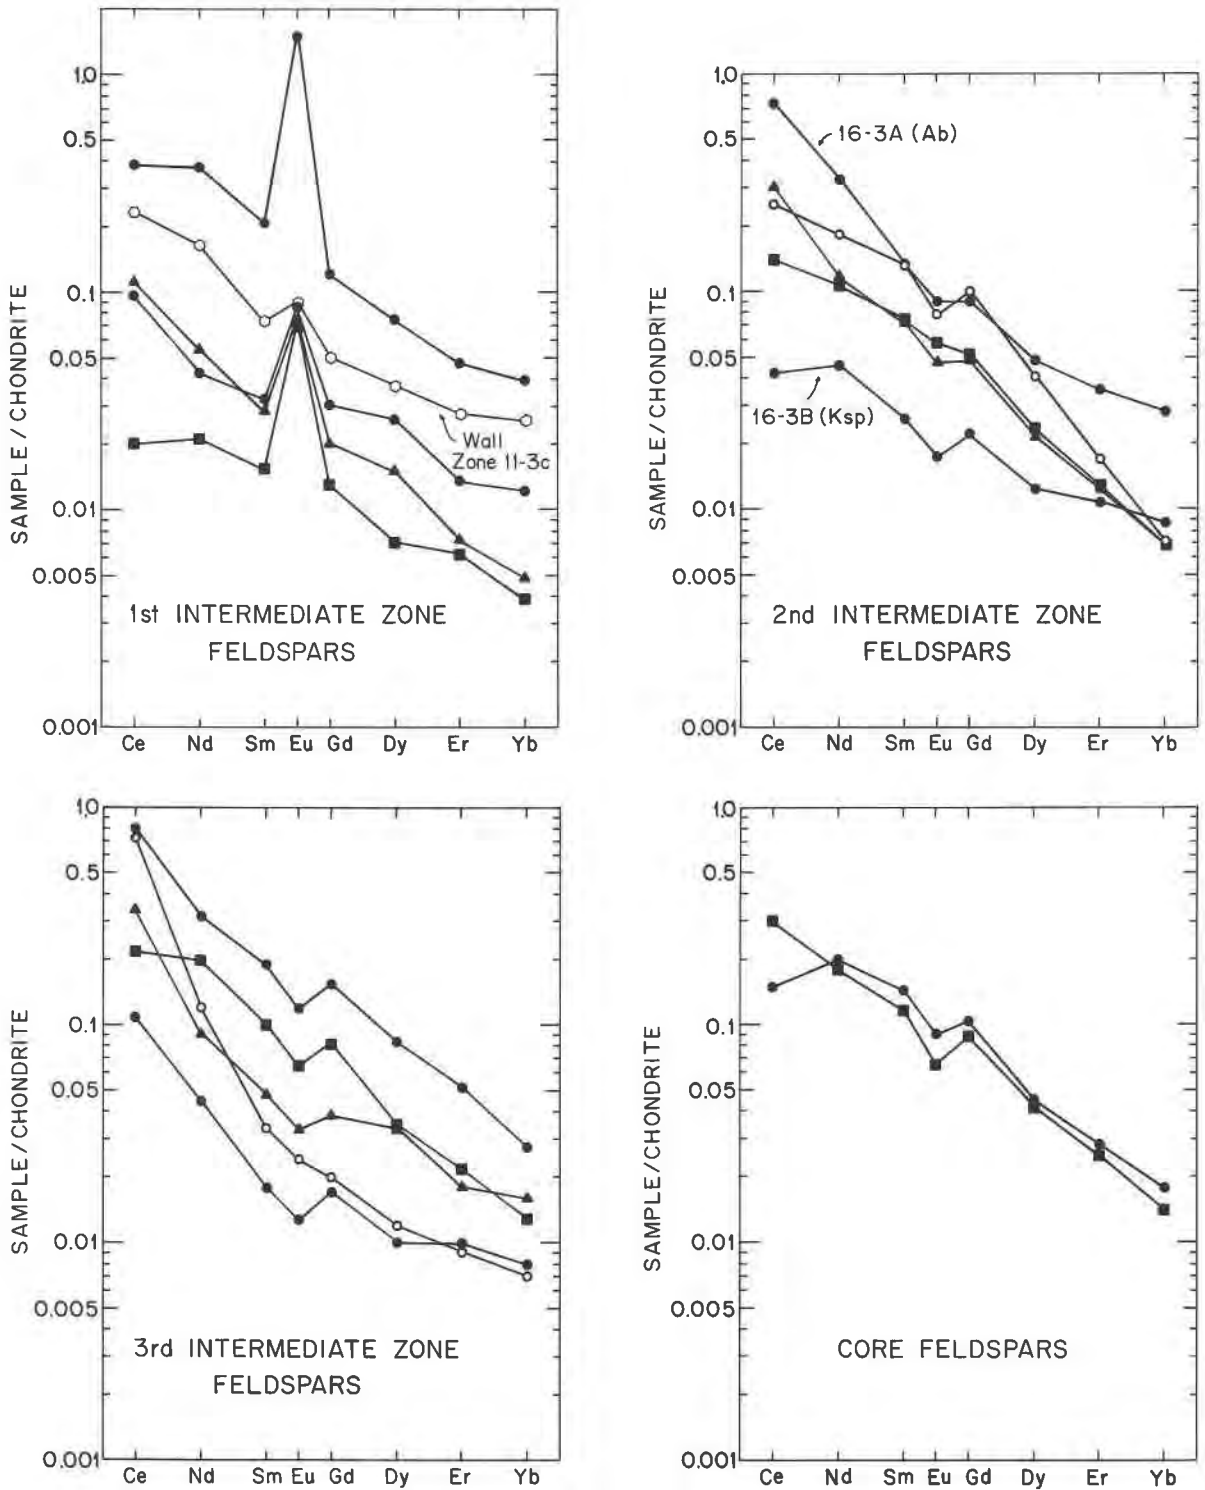 SAMPLE/CHONDRITE
1.0
0.5
0.1
0.05
0.01
0.005
0.001
Wall
Zone 11-3c
1st INTERMEDIATE ZONE
FELDSPARS
Ce Nd Sm Eu Gd Dy Er Yb
SAMPLE/CHONDRITE
1.0
0.5
0.1
0.05
0.01
0.005
0.001
16-3A (Ab)
16-3B (Ksp)
2nd INTERMEDIATE ZONE
FELDSPARS
Ce Nd Sm Eu Gd Dy Er Yb
SAMPLE/CHONDRITE
1.0
0.5
0.1
0.05
0.01
0.005
0.001
3rd INTERMEDIATE ZONE
FELDSPARS
Ce Nd Sm Eu Gd Dy Er Yb
SAMPLE/CHONDRITE
1.0
0.5
0.1
0.05
0.01
0.005
0.001
CORE FELDSPARS
Ce Nd Sm Eu Gd Dy Er Yb